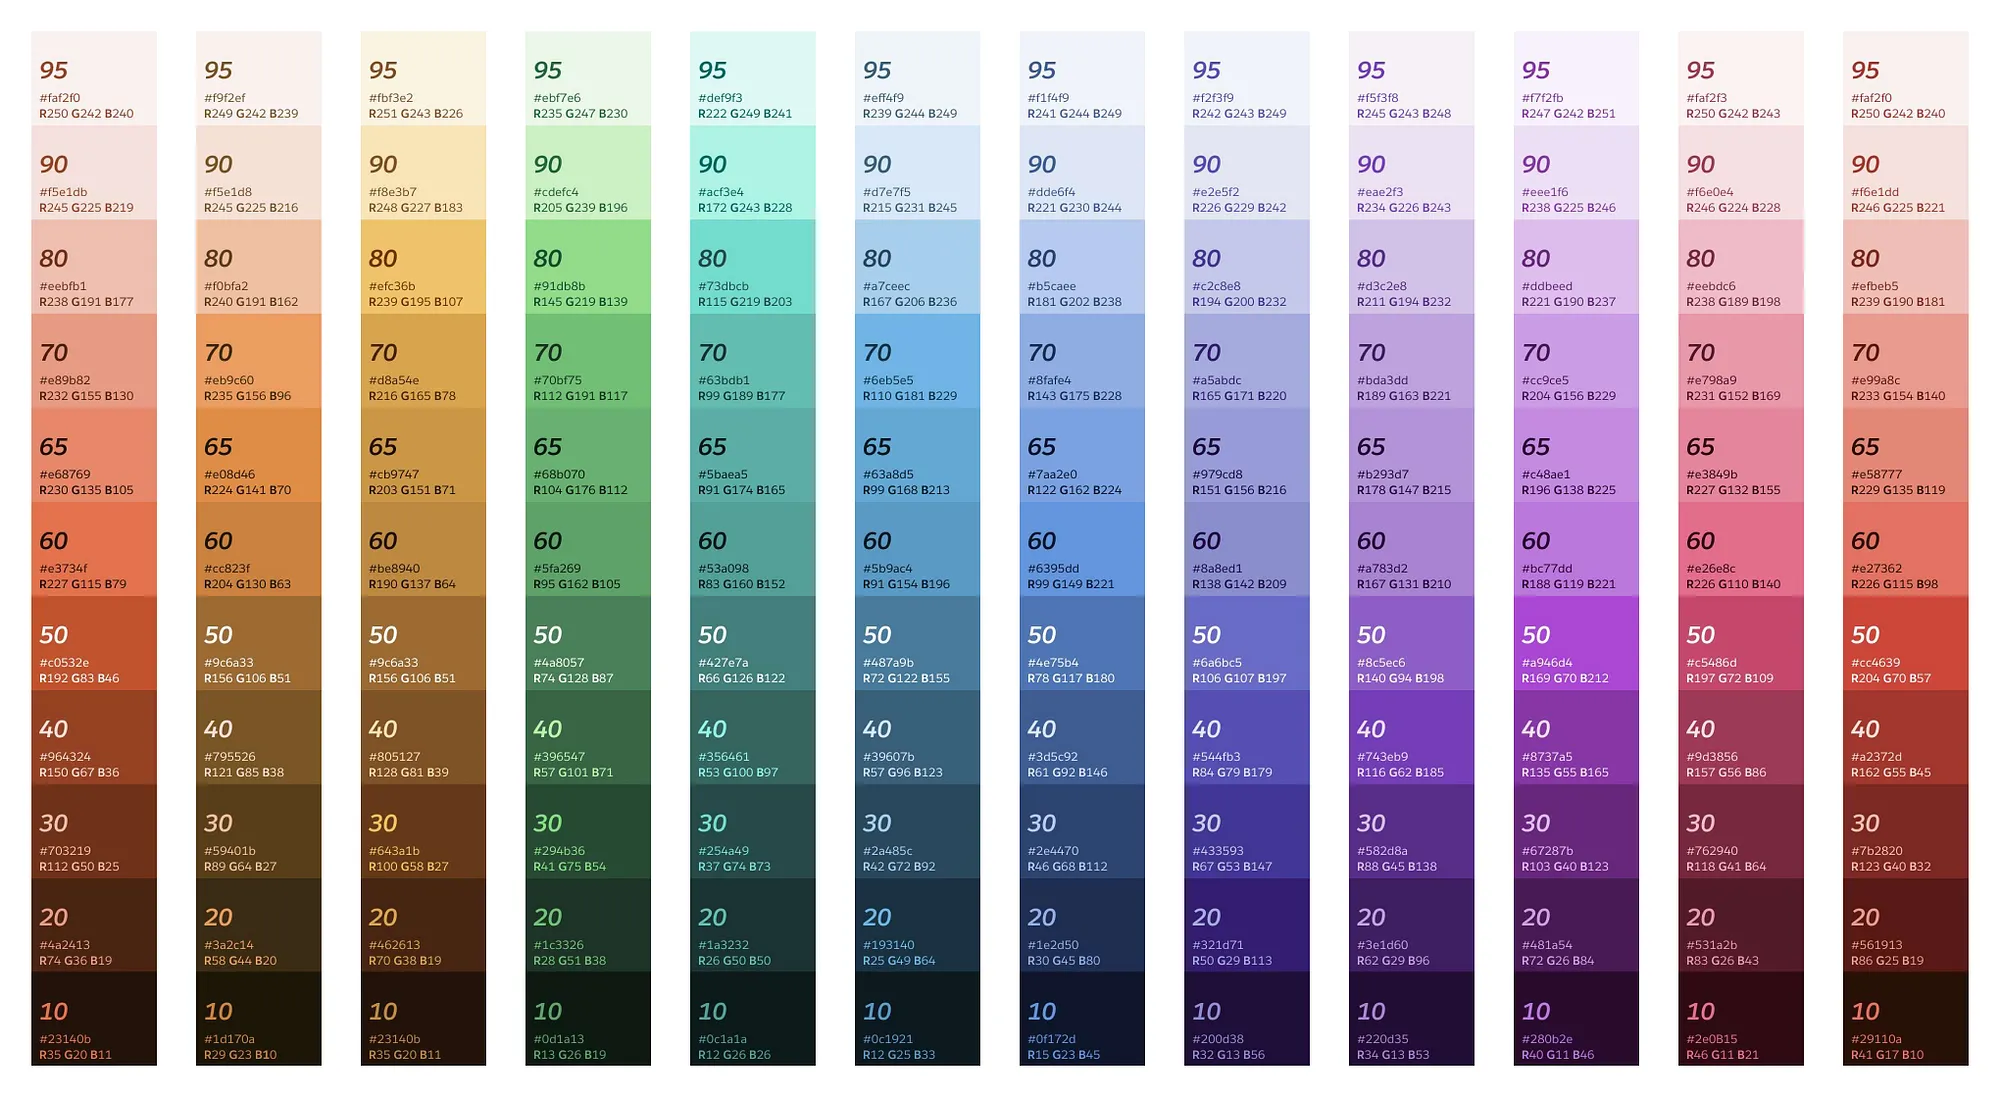 95
#faf2f0
R250 G242 B240
90
#f5e1db
R245 G225 B219
80
#eebfb1
R238 G191 B177
70
#e89b82
R232 G155 B130
65
#e68769
R230 G135 B105
60
#e3734f
R227 G115 B79
50
#c0532e
R192 G83 B46
40
#964324
R150 G67 B36
30
#703219
R112 G50 B25
20
#4a2413
R74 G36 B19
10
#23140b
R35 G20 B11
95
#f9f2ef
R249 G242 B239
90
#f5e1d8
R245 G225 B216
80
#f0bfa2
R240 G191 B162
70
#eb9c60
R235 G156 B96
65
#e08d46
R224 G141 B70
60
#cc823f
R204 G130 B63
50
#9c6a33
R156 G106 B51
40
#795526
R121 G85 B38
30
#59401b
R89 G64 B27
20
#3a2c14
R58 G44 B20
10
#1d170a
R29 G23 B10
95
#fbf3e2
R251 G243 B226
90
#f8e3b7
R248 G227 B183
80
#efc36b
R239 G195 B107
70
#d8a54e
R216 G165 B78
65
#cb9747
R203 G151 B71
60
#be8940
R190 G137 B64
50
#9c6a33
R156 G106 B51
40
#805127
R128 G81 B39
30
#643a1b
R100 G58 B27
20
#462613
R70 G38 B19
10
#23140b
R35 G20 B11
95
#ebf7e6
R235 G247 B230
90
#cdefc4
R205 G239 B196
80
#91db8b
R145 G219 B139
70
#70bf75
R112 G191 B117
65
#68b070
R104 G176 B112
60
#5fa269
R95 G162 B105
50
#4a8057
R74 G128 B87
40
#396547
R57 G101 B71
30
#294b36
R41 G75 B54
20
#1c3326
R28 G51 B38
10
#0d1a13
R13 G26 B19
95
#def9f3
R222 G249 B241
90
#acf3e4
R172 G243 B228
80
#73dbcb
R115 G219 B203
70
#63bdb1
R99 G189 B177
65
#5baea5
R91 G174 B165
60
#53a098
R83 G160 B152
50
#427e7a
R66 G126 B122
40
#356461
R53 G100 B97
30
#254a49
R37 G74 B73
20
#1a3232
R26 G50 B50
10
#0c1a1a
R12 G26 B26
95
#eff4f9
R239 G244 B249
90
#d7e7f5
R215 G231 B245
80
#a7ceec
R167 G206 B236
70
#6eb5e5
R110 G181 B229
65
#63a8d5
R99 G168 B213
60
#5b9ac4
R91 G154 B196
50
#487a9b
R72 G122 B155
40
#39607b
R57 G96 B123
30
#2a485c
R42 G72 B92
20
#193140
R25 G49 B64
10
#0c1921
R12 G25 B33
95
#f1f4f9
R241 G244 B249
90
#dde6f4
R221 G230 B244
80
#b5caee
R181 G202 B238
70
#8fafe4
R143 G175 B228
65
#7aa2e0
R122 G162 B224
60
#6395dd
R99 G149 B221
50
#4e75b4
R78 G117 B180
40
#3d5c92
R61 G92 B146
30
#2e4470
R46 G68 B112
20
#1e2d50
R30 G45 B80
10
#0f172d
R15 G23 B45
95
#f2f3f9
R242 G243 B249
90
#e2e5f2
R226 G229 B242
80
#c2c8e8
R194 G200 B232
70
#a5abdc
R165 G171 B220
65
#979cd8
R151 G156 B216
60
#8a8ed1
R138 G142 B209
50
#6a6bc5
R106 G107 B197
40
#544fb3
R84 G79 B179
30
#433593
R67 G53 B147
20
#321d71
R50 G29 B113
10
#200d38
R32 G13 B56
95
#f5f3f8
R245 G243 B248
90
#eae2f3
R234 G226 B243
80
#d3c2e8
R211 G194 B232
70
#bda3dd
R189 G163 B221
65
#b293d7
R178 G147 B215
60
#a783d2
R167 G131 B210
50
#8c5ec6
R140 G94 B198
40
#743eb9
R116 G62 B185
30
#582d8a
R88 G45 B138
20
#3e1d60
R62 G29 B96
10
#220d35
R34 G13 B53
95
#f7f2fb
R247 G242 B251
90
#eee1f6
R238 G225 B246
80
#ddbeed
R221 G190 B237
70
#cc9ce5
R204 G156 B229
65
#c48ae1
R196 G138 B225
60
#bc77dd
R188 G119 B221
50
#a946d4
R169 G70 B212
40
#8737a5
R135 G55 B165
30
#67287b
R103 G40 B123
20
#481a54
R72 G26 B84
10
#280b2e
R40 G11 B46
95
#faf2f3
R250 G242 B243
90
#f6e0e4
R246 G224 B228
80
#eebdc6
R238 G189 B198
70
#e798a9
R231 G152 B169
65
#e3849b
R227 G132 B155
60
#e26e8c
R226 G110 B140
50
#c5486d
R197 G72 B109
40
#9d3856
R157 G56 B86
30
#762940
R118 G41 B64
20
#531a2b
R83 G26 B43
10
#2e0B15
R46 G11 B21
95
#faf2f0
R250 G242 B240
90
#f6e1dd
R246 G225 B221
80
#efbeb5
R239 G190 B181
70
#e99a8c
R233 G154 B140
65
#e58777
R229 G135 B119
60
#e27362
R226 G115 B98
50
#cc4639
R204 G70 B57
40
#a2372d
R162 G55 B45
30
#7b2820
R123 G40 B32
20
#561913
R86 G25 B19
10
#29110a
R41 G17 B10